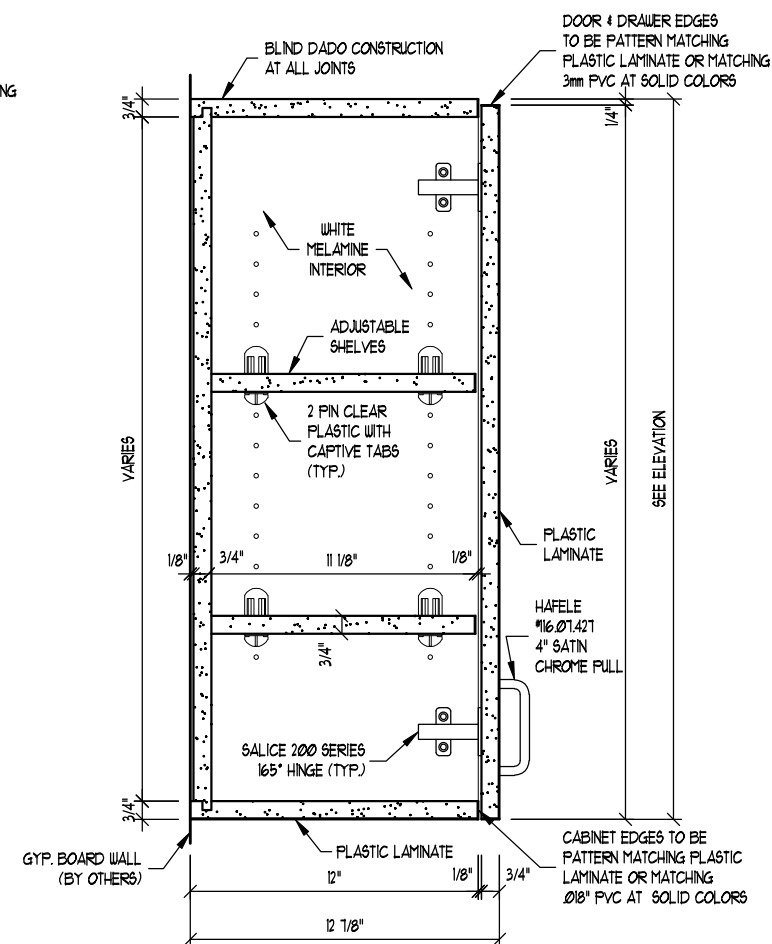 BLIND DADO CONSTRUCTION
AT ALL JOINTS
DOOR & DRAWER EDGES
TO BE PATTERN MATCHING
PLASTIC LAMINATE OR MATCHING
3mm PVC AT SOLID COLORS
NG
3/4"
1/4"
WHITE
MELAMINE
INTERIOR
ADJUSTABLE
SHELVES
2 PIN CLEAR
PLASTIC WITH
CAPTIVE TABS
(TYP.)
VARIES
VARIES
SEE ELEVATION
PLASTIC
LAMINATE
1/8"
3/4"
11 1/8"
1/8"
HAFELE
#116.07.427
4" SATIN
CHROME PULL
3/4"
SALICE 200 SERIES
165° HINGE (TYP.)
3/4"
GYP. BOARD WALL
(BY OTHERS)
PLASTIC LAMINATE
CABINET EDGES TO BE
PATTERN MATCHING PLASTIC
LAMINATE OR MATCHING
.018" PVC AT SOLID COLORS
12"
1/8"
3/4"
12 7/8"